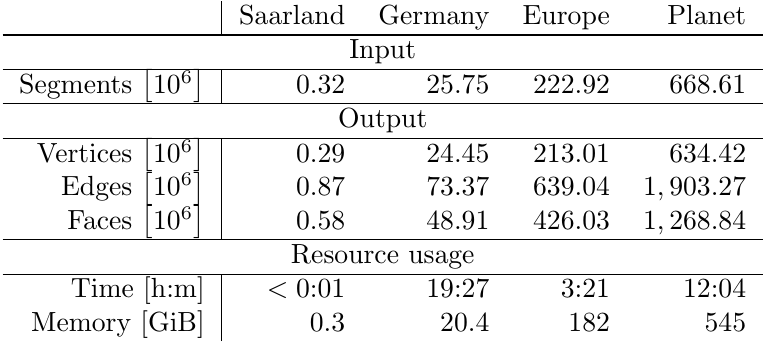 Saarland Germany Europe Planet
Input
Segments [10^6] 0.32 25.75 222.92 668.61
Output
Vertices [10^6] 0.29 24.45 213.01 634.42
Edges [10^6] 0.87 73.37 639.04 1,903.27
Faces [10^6] 0.58 48.91 426.03 1,268.84
Resource usage
Time [h:m] < 0:01 19:27 3:21 12:04
Memory [GiB] 0.3 20.4 182 545